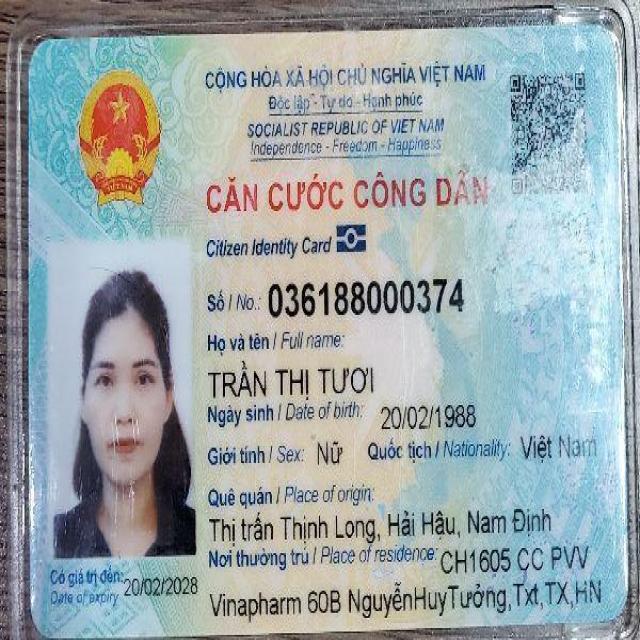 CỘNG HÒA XÃ HỘI CHỦ NGHĨA VIỆT NAM
Độc lập - Tự do - Hạnh phúc
SOCIALIST REPUBLIC OF VIET NAM
Independence - Freedom - Happiness
CĂN CƯỚC CÔNG DÂN
Citizen Identity Card
Số / No.: 036188000374
Họ và tên / Full name:
TRẦN THỊ TƯƠI
Ngày sinh / Date of birth: 20/02/1988
Giới tính / Sex: Nữ Quốc tịch / Nationality: Việt Nam
Quê quán / Place of origin:
Thị trấn Thịnh Long, Hải Hậu, Nam Định
Nơi thường trú / Place of residence: CH1605 CC PVV
Vinapharm 60B NguyễnHuyTưởng,Txt,TX,HN
Có giá trị đến: 20/02/2028
Date of expiry